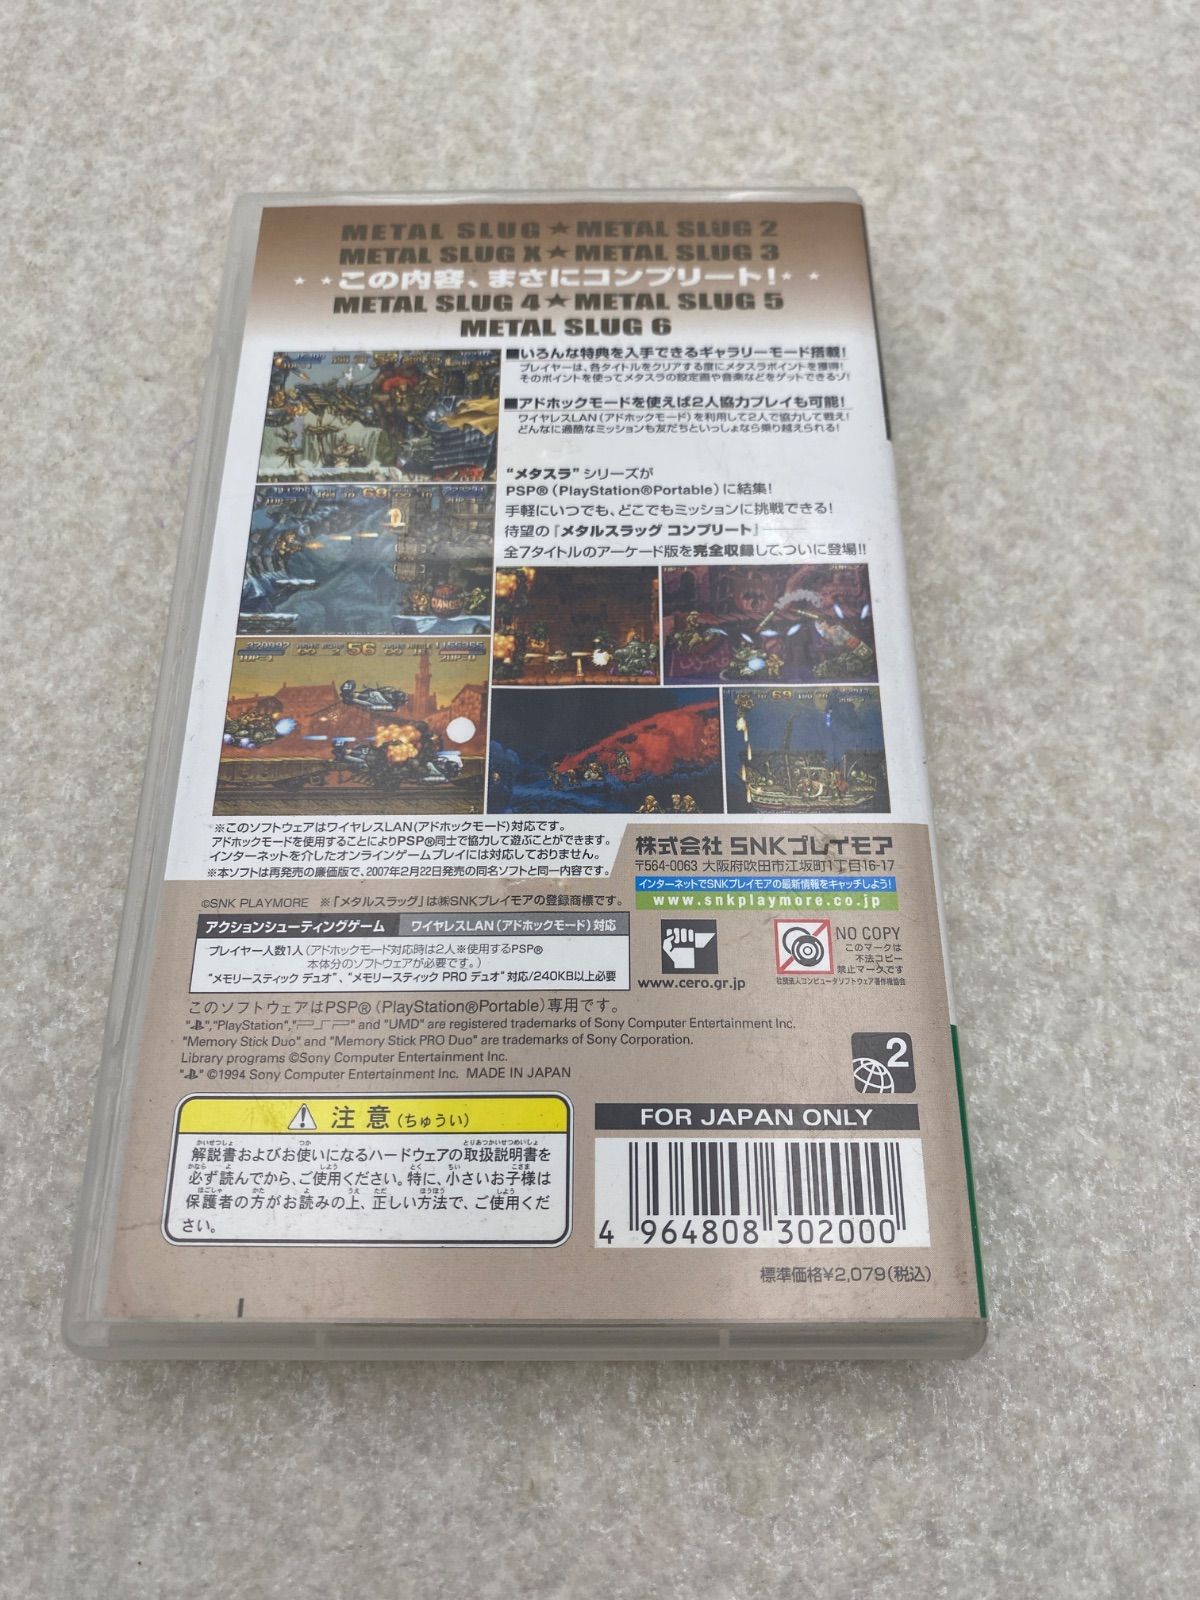 METAL SLUG★METAL SLUG 2
METAL SLUG X★METAL SLUG 3
この内容、まさにコンプリート!
METAL SLUG 4★METAL SLUG 5
METAL SLUG 6
■いろんな特典を入手できるギャラリーモード搭載!
プレイヤーは、各タイトルをクリアする度にメタスラポイントを獲得!
そのポイントを使ってメタスラの設定画や音楽などをゲットできるゾ!
■アドホックモードを使えば2人協力プレイも可能!
ワイヤレスLAN(アドホックモード)を利用して2人で協力して戦え!
どんなに過酷なミッションも友だちといっしょなら乗り越えられる!
"メタスラ"シリーズが
PSP®(PlayStation®Portable)に結集!
手軽にいつでも、どこでもミッションに挑戦できる!
待望の『メタルスラッグ コンプリート』
全7タイトルのアーケード版を完全収録して、ついに登場!!
※このソフトウェアはワイヤレスLAN(アドホックモード)対応です。
アドホックモードを使用することによりPSP®同士で協力して遊ぶことができます。
インターネットを介したオンラインゲームプレイには対応しておりません。
※本ソフトは再発売の廉価版で、2007年2月22日発売の同名ソフトと同一内容です。
株式会社 SNKプレイモア
〒564-0063 大阪府吹田市江坂町1丁目16-17
インターネットでSNKプレイモアの最新情報をキャッチしよう!
www.snkplaymore.co.jp
©SNK PLAYMORE ※「メタルスラッグ」は㈱SNKプレイモアの登録商標です。
アクションシューティングゲーム ワイヤレスLAN(アドホックモード)対応
プレイヤー人数1人(アドホックモード対応時は2人※使用するPSP®
本体分のソフトウェアが必要です。)
"メモリースティック デュオ"、"メモリースティック PRO デュオ"対応/240KB以上必要
www.cero.gr.jp
NO COPY
このマークは
不法コピー
禁止マークです
社団法人コンピュータソフトウェア著作権協会
このソフトウェアはPSP®(PlayStation®Portable)専用です。
" ","PlayStation","PSP" and "UMD" are registered trademarks of Sony Computer Entertainment Inc.
"Memory Stick Duo" and "Memory Stick PRO Duo" are trademarks of Sony Corporation.
Library programs ©Sony Computer Entertainment Inc.
" " ©1994 Sony Computer Entertainment Inc. MADE IN JAPAN
2
注意(ちゅうい)
解説書およびお使いになるハードウェアの取扱説明書を
必ず読んでから、ご使用ください。特に、小さいお子様は
保護者の方がお読みの上、正しい方法で、ご使用くだ
さい。
FOR JAPAN ONLY
4 964808 302000
標準価格¥2,079(税込)